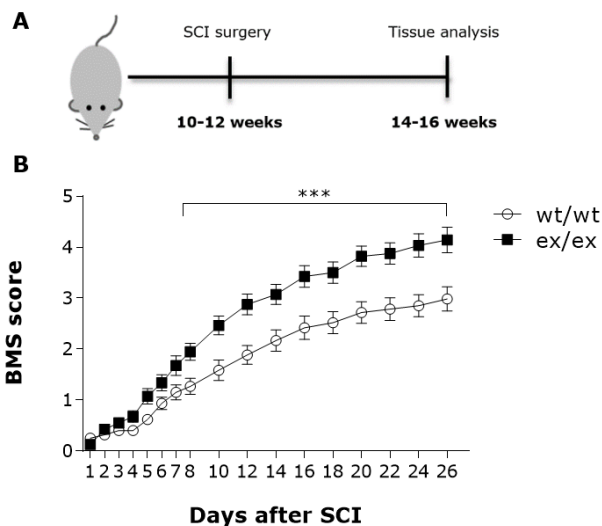 A
SCI surgery
Tissue analysis
10-12 weeks
14-16 weeks
B
5
4
3
2
1
0
BMS score
***
wt/wt
ex/ex
1 2 3 4 5 6 7 8 10 12 14 16 18 20 22 24 26
Days after SCI